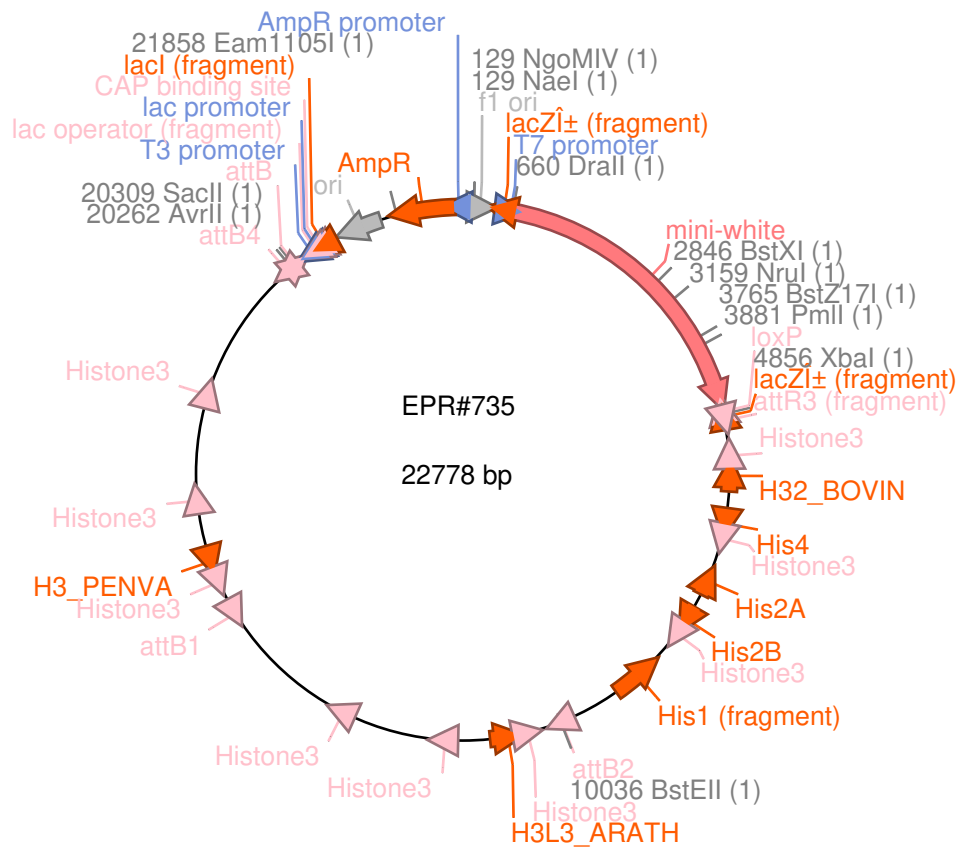 AmpR promoter
21858 Eam1105I (1)
lacI (fragment)
CAP binding site
lac promoter
lac operator (fragment)
T3 promoter
attB
20309 SacII (1)
20262 AvrII (1)
attB4
ori
AmpR
129 NgoMIV (1)
129 NaeI (1)
f1 ori
lacZÎ± (fragment)
T7 promoter
660 DraII (1)
mini-white
2846 BstXI (1)
3159 NruI (1)
3765 BstZ17I (1)
3881 PmlI (1)
loxP
4856 XbaI (1)
lacZÎ± (fragment)
attR3 (fragment)
Histone3
H32_BOVIN
His4
Histone3
His2A
His2B
Histone3
His1 (fragment)
attB2
10036 BstEII (1)
Histone3
H3L3_ARATH
Histone3
Histone3
attB1
Histone3
H3_PENVA
Histone3
Histone3
EPR#735
22778 bp